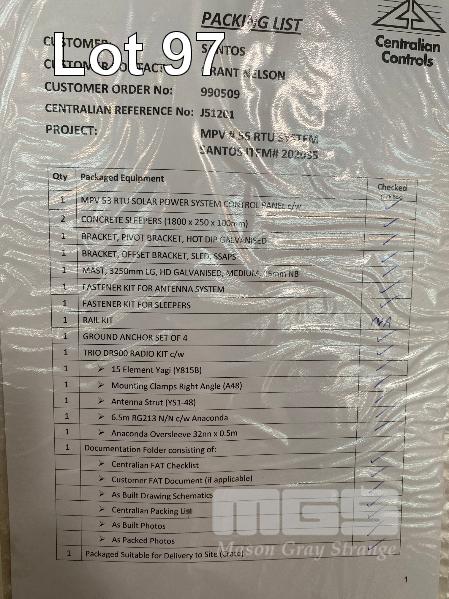 PACKING LIST
Lot 97
CUSTOMER: SANTOS
CUSTOMER CONTACT: GRANT NELSON
CUSTOMER ORDER No: 990509
CENTRALIAN REFERENCE No: J51201
PROJECT: MPV # 55 RTU SYSTEM
SANTOS ITEM# 202055
Centralian
Controls
Qty Packaged Equipment Checked
1 MPV 53 RTU SOLAR POWER SYSTEM CONTROL PANEL c/w
2 CONCRETE SLEEPERS (1800 x 250 x 100mm)
1 BRACKET, PIVOT BRACKET, HOT DIP GALVANISED
1 BRACKET, OFFSET BRACKET, SLED, SSAPS
1 MAST, 3250mm LG, HD GALVANISED, MEDIUM, NB
1 FASTENER KIT FOR ANTENNA SYSTEM
1 FASTENER KIT FOR SLEEPERS
1 RAIL KIT NA
1 GROUND ANCHOR SET OF 4
1 TRIO DR900 RADIO KIT c/w
1 ➢ 15 Element Yagi (Y815B)
1 ➢ Mounting Clamps Right Angle (A48)
1 ➢ Antenna Strut (YS1-48)
1 ➢ 6.5m RG213 N/N c/w Anaconda
1 ➢ Anaconda Oversleeve 32mm x 0.5m
1 Documentation Folder consisting of:
➢ Centralian FAT Checklist
➢ Customer FAT Document (if applicable)
➢ As Built Drawing Schematics
➢ Centralian Packing List
➢ As Built Photos
➢ As Packed Photos
1 Packaged Suitable for Delivery to Site (Crate)
MGS
Mason Gray Strange
1